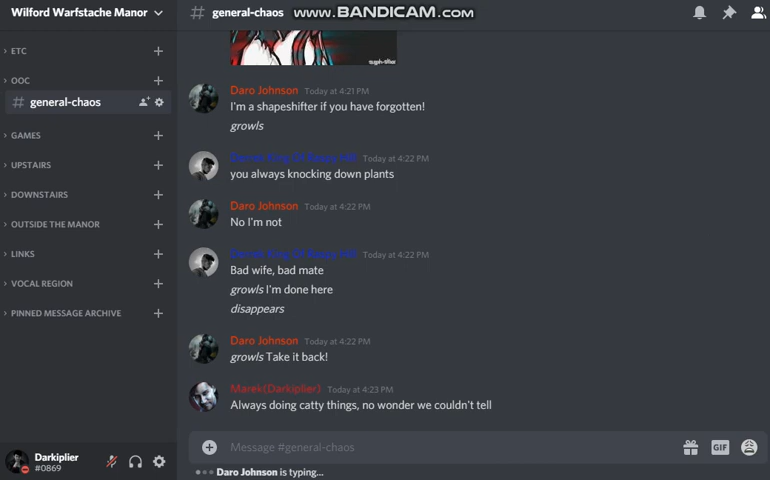 Wilford Warfstache Manor
# general-chaos
www.BANDICAM.com
ETC
OOC
# general-chaos
GAMES
UPSTAIRS
DOWNSTAIRS
OUTSIDE THE MANOR
LINKS
VOCAL REGION
PINNED MESSAGE ARCHIVE
Darkiplier
#0869
Daro Johnson Today at 4:21 PM
I'm a shapeshifter if you have forgotten!
growls
Today at 4:22 PM
you always knocking down plants
Daro Johnson Today at 4:22 PM
No I'm not
Today at 4:22 PM
Bad wife, bad mate
growls I'm done here
disappears
Daro Johnson Today at 4:22 PM
growls Take it back!
Marek(Darkiplier) Today at 4:23 PM
Always doing catty things, no wonder we couldn't tell
Message #general-chaos
GIF
Daro Johnson is typing...